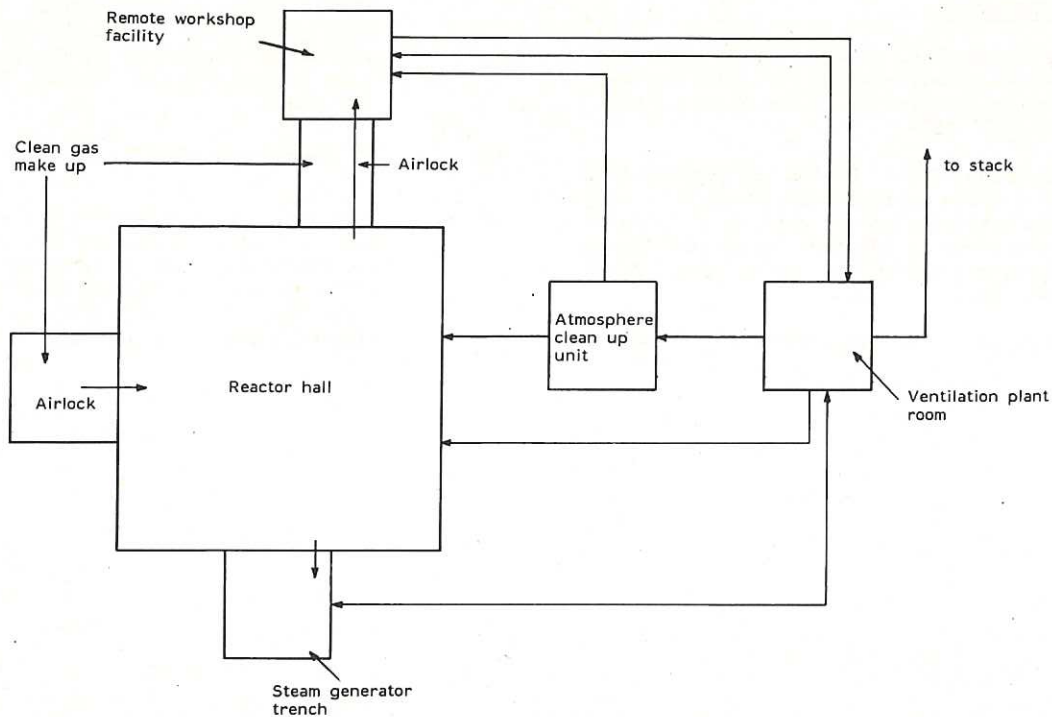 Remote workshop
facility
Clean gas
make up
Airlock
to stack
Atmosphere
clean up
unit
Reactor hall
Airlock
Ventilation plant
room
Steam generator
trench